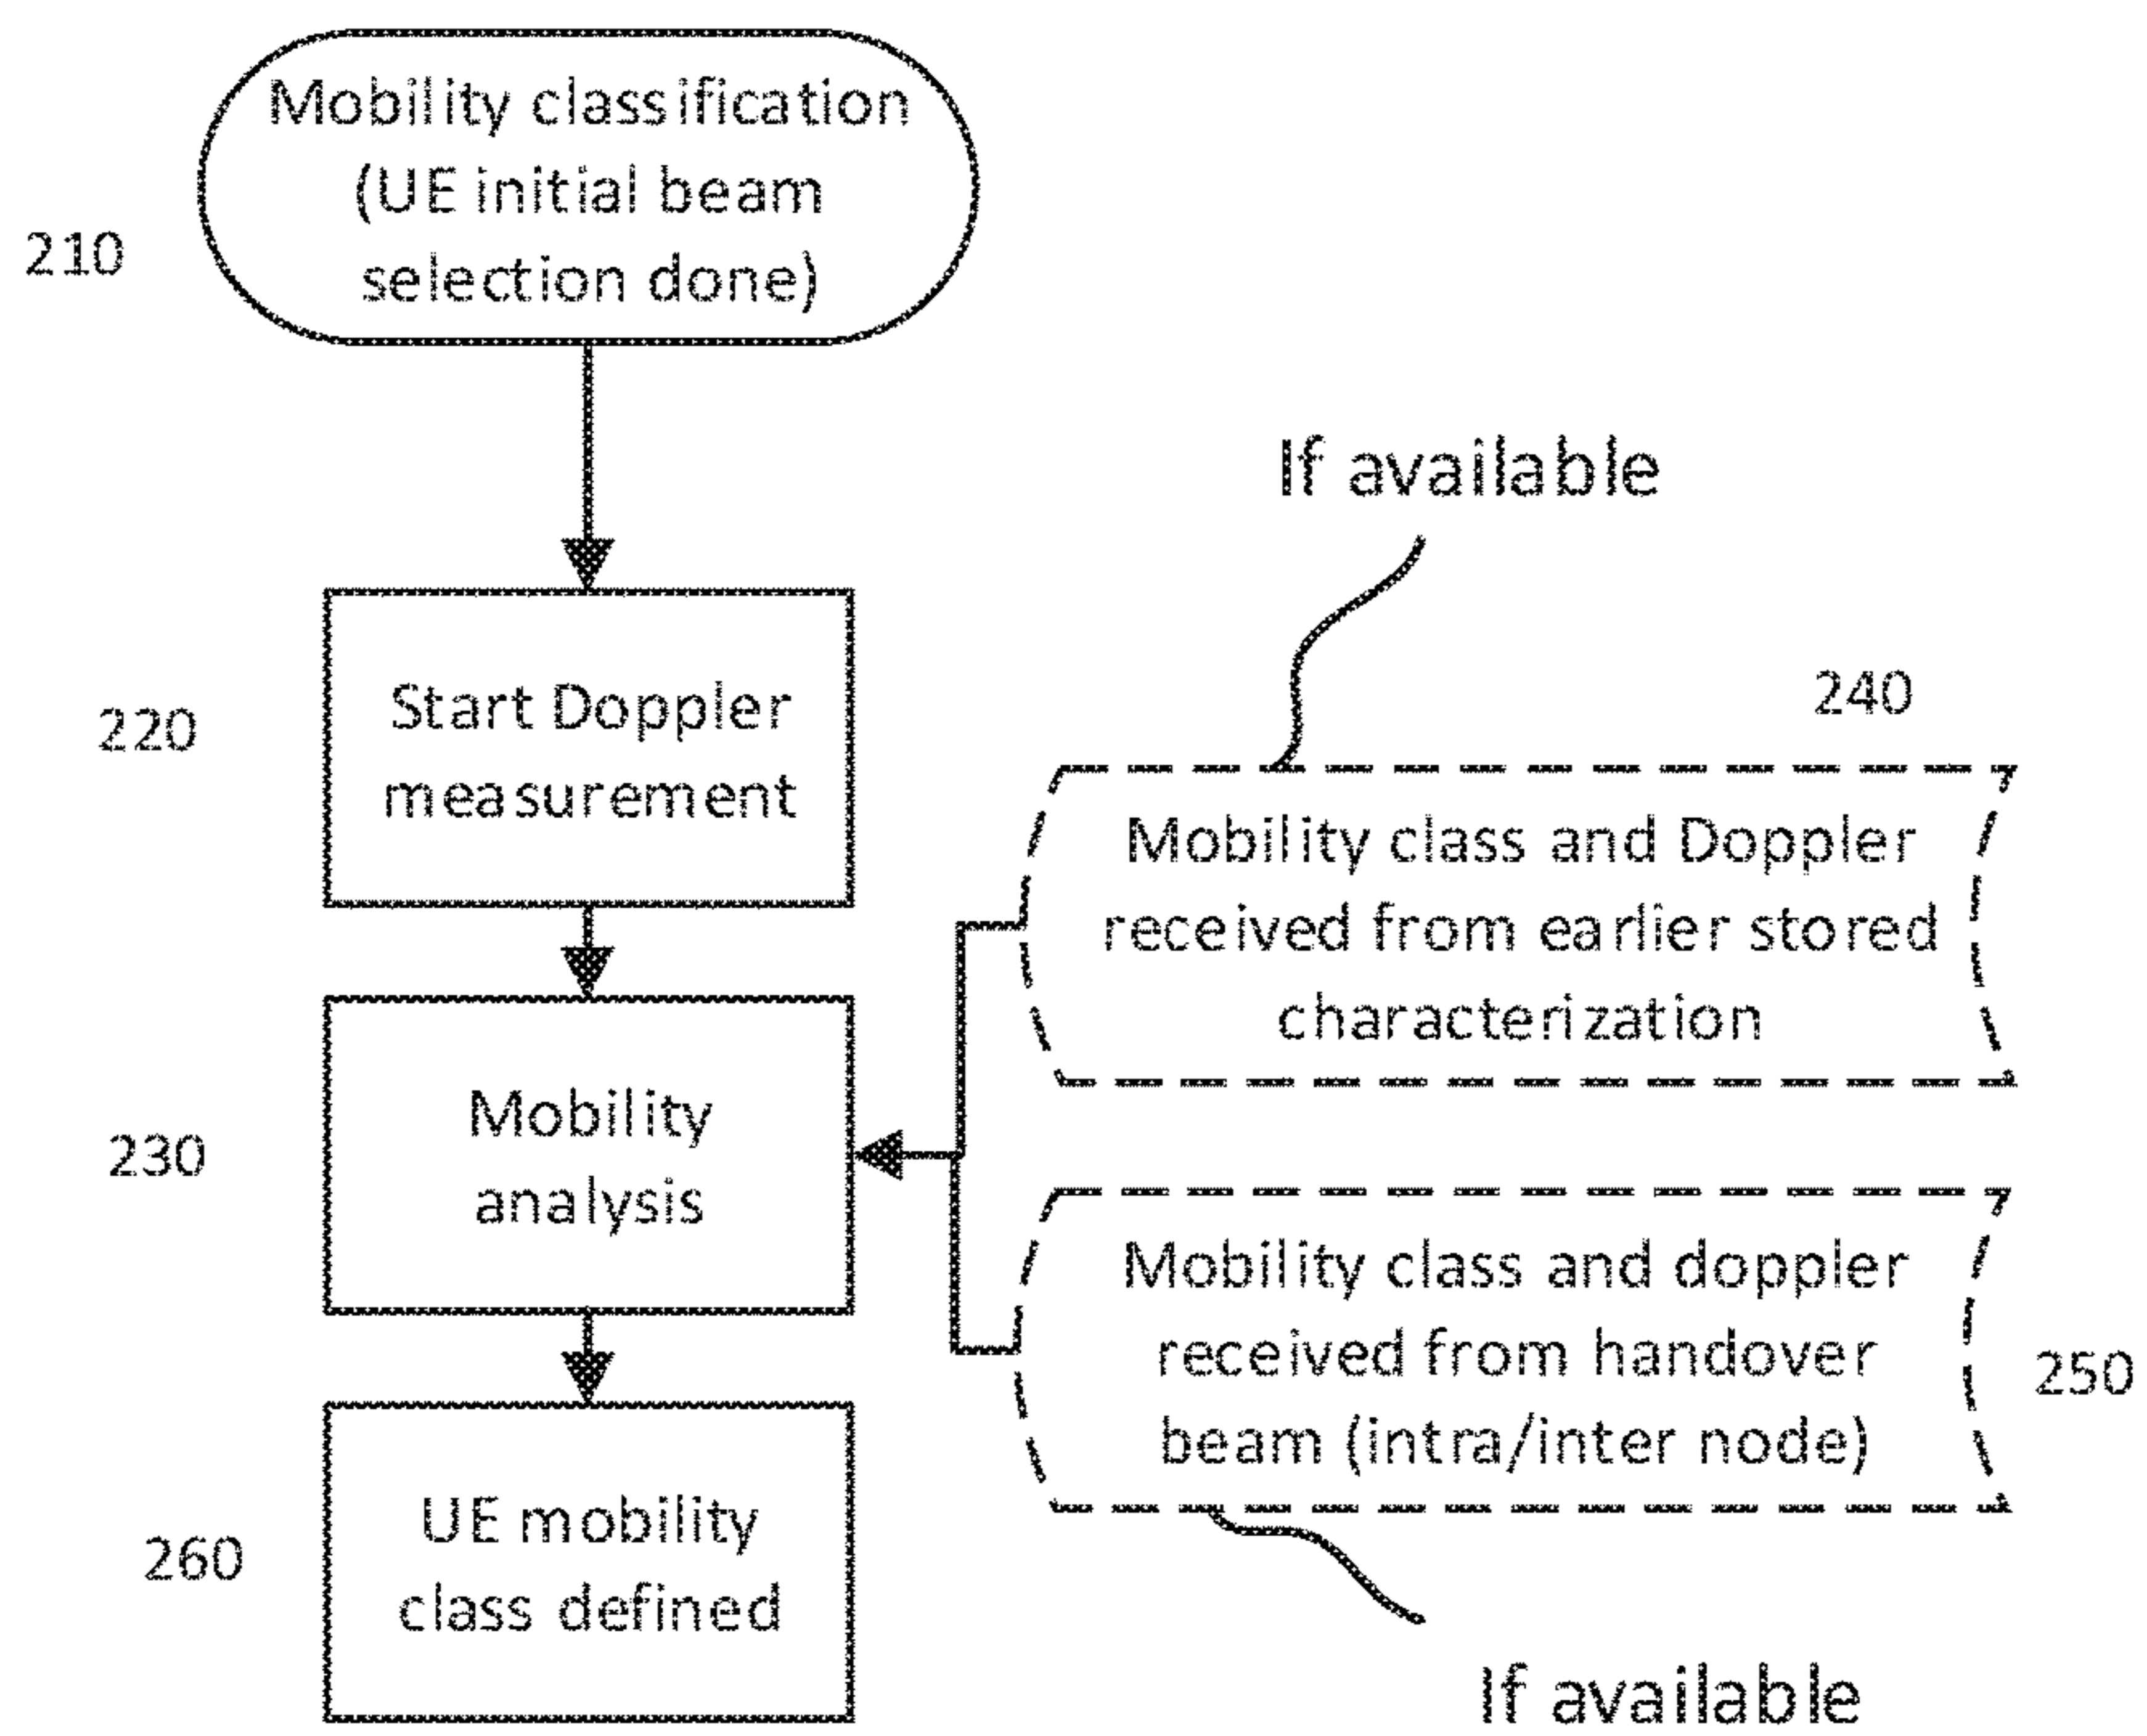 Mobility classification
(UE initial beam
selection done)
210
If available
Start Doppler
measurement
220
240
Mobility class and Doppler
received from earlier stored
characterization
Mobility
analysis
230
Mobility class and doppler
received from handover
beam (intra/inter node)
250
UE mobility
class defined
260
If available